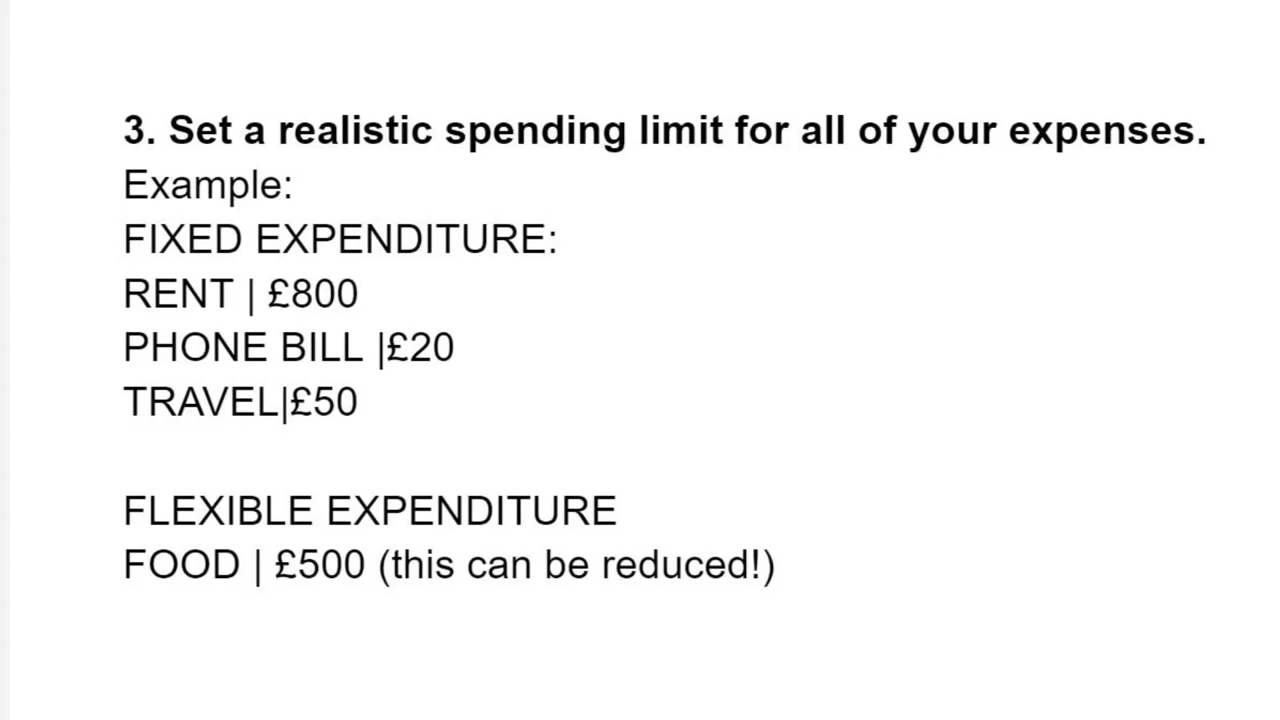 3. Set a realistic spending limit for all of your expenses.
Example:
FIXED EXPENDITURE:
RENT | £800
PHONE BILL |£20
TRAVEL|£50
FLEXIBLE EXPENDITURE
FOOD | £500 (this can be reduced!)